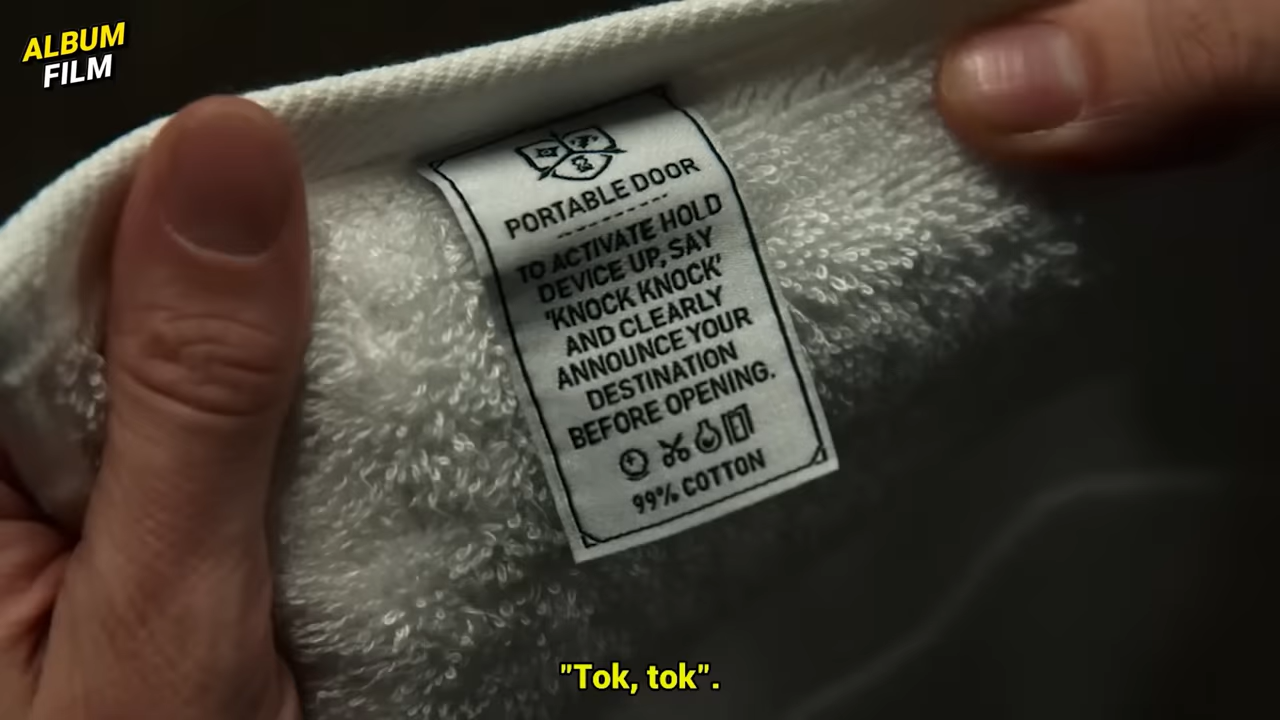 ALBUM
FILM
PORTABLE DOOR
TO ACTIVATE HOLD
DEVICE UP, SAY
'KNOCK KNOCK'
AND CLEARLY
ANNOUNCE YOUR
DESTINATION
BEFORE OPENING.
99% COTTON
"Tok, tok".